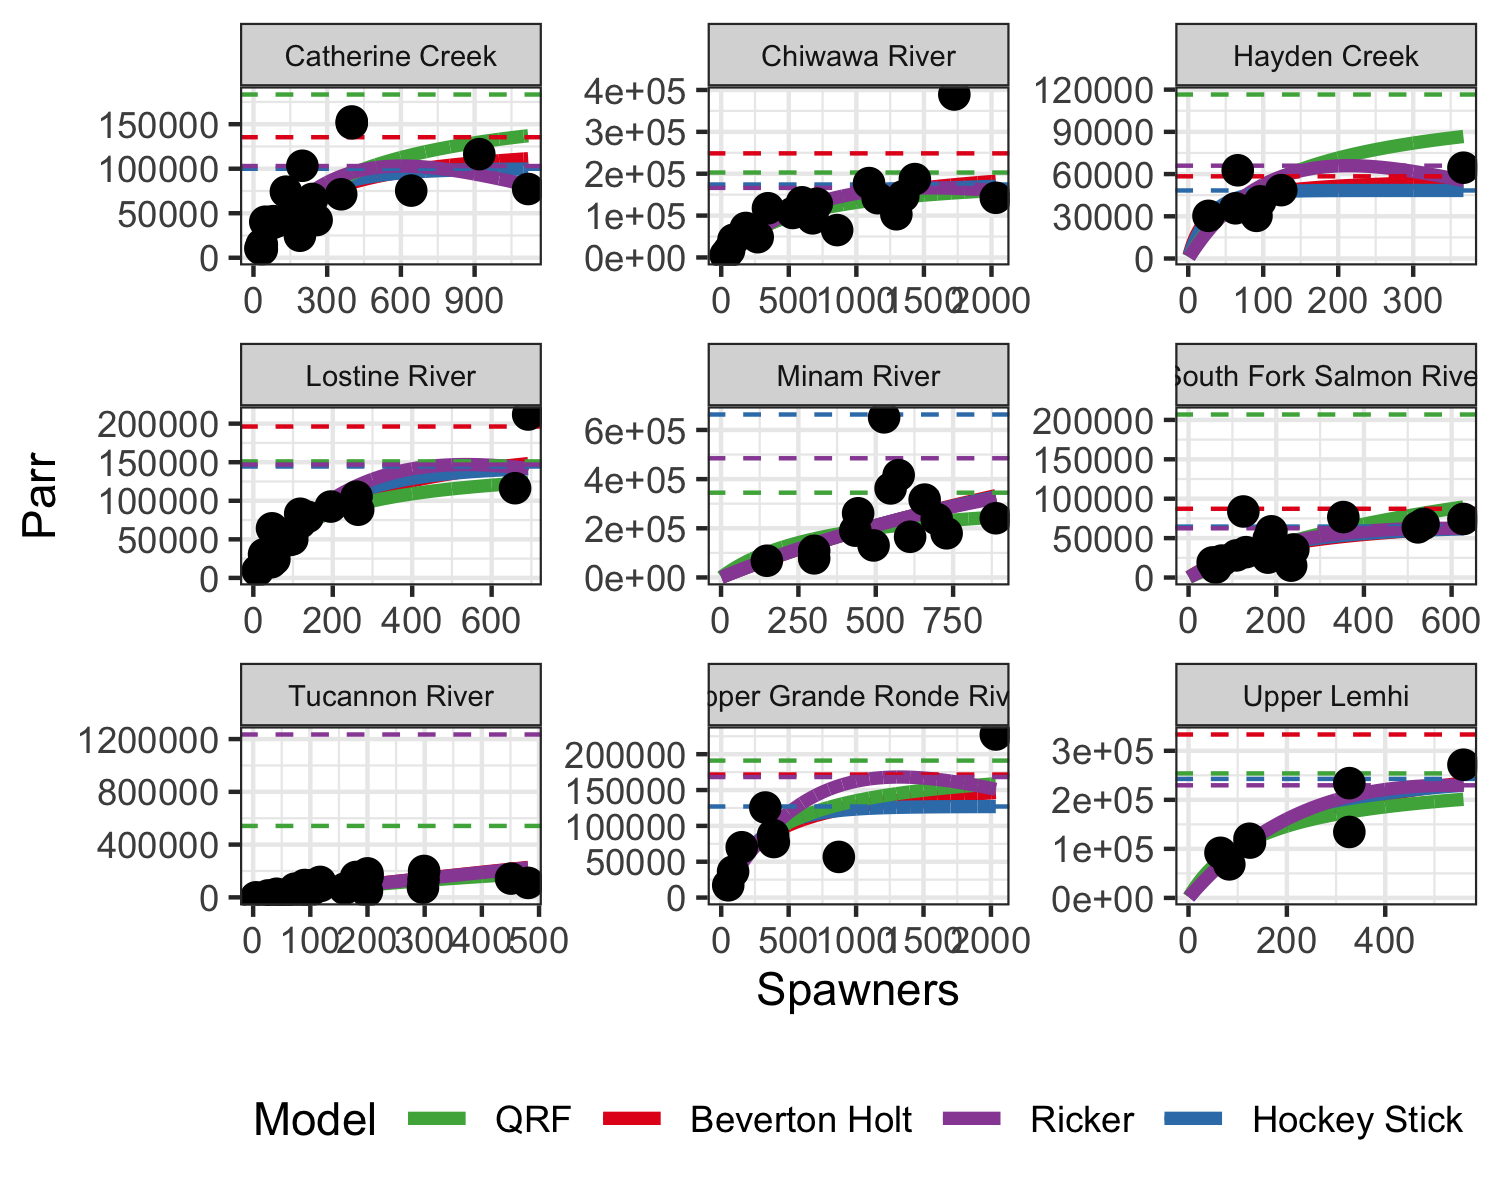 Catherine Creek
Chiwawa River
Hayden Creek
150000
100000
50000
0
0 300 600 900
4e+05
3e+05
2e+05
1e+05
0e+00
0 500 1000 1500 2000
120000
90000
60000
30000
0
0 100 200 300
Lostine River
Minam River
South Fork Salmon Rive
200000
150000
100000
50000
0
0 200 400 600
6e+05
4e+05
2e+05
0e+00
0 250 500 750
200000
150000
100000
50000
0
0 200 400 600
Parr
Tucannon River
pper Grande Ronde Riv
Upper Lemhi
1200000
800000
400000
0
0 100 200 300 400 500
200000
150000
100000
50000
0
0 500 1000 1500 2000
3e+05
2e+05
1e+05
0e+00
0 200 400
Spawners
Model QRF Beverton Holt Ricker Hockey Stick